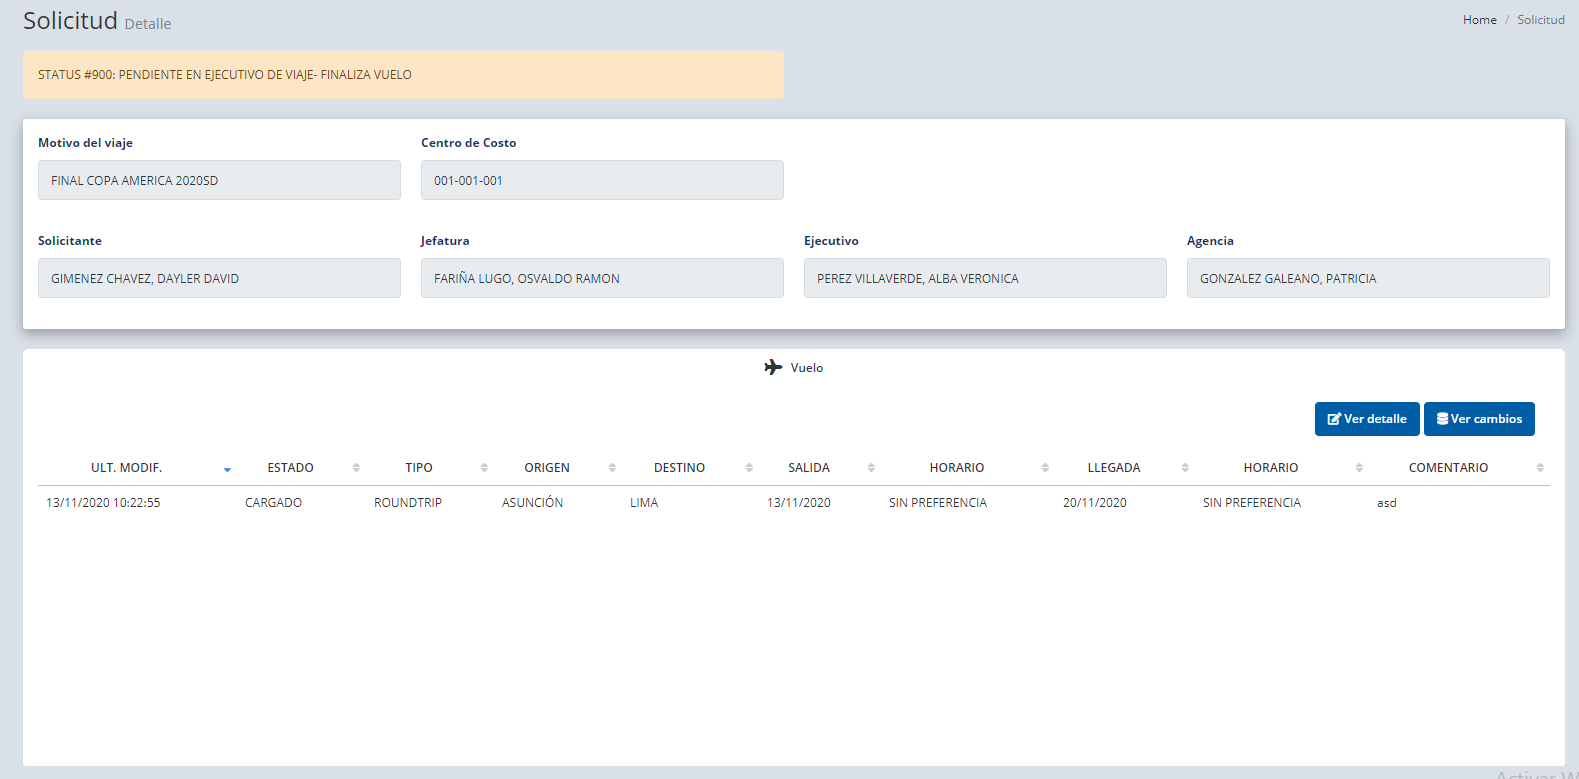 Solicitud Detalle
Home / Solicitud
STATUS #900: PENDIENTE EN EJECUTIVO DE VIAJE- FINALIZA VUELO
Motivo del viaje Centro de Costo
FINAL COPA AMERICA 2020SD 001-001-001
Solicitante Jefatura Ejecutivo Agencia
GIMENEZ CHAVEZ, DAYLER DAVID FARIÑA LUGO, OSVALDO RAMON PEREZ VILLAVERDE, ALBA VERONICA GONZALEZ GALEANO, PATRICIA
Vuelo
Ver detalle Ver cambios
ULT. MODIF. ESTADO TIPO ORIGEN DESTINO SALIDA HORARIO LLEGADA HORARIO COMENTARIO
13/11/2020 10:22:55 CARGADO ROUNDTRIP ASUNCIÓN LIMA 13/11/2020 SIN PREFERENCIA 20/11/2020 SIN PREFERENCIA asd